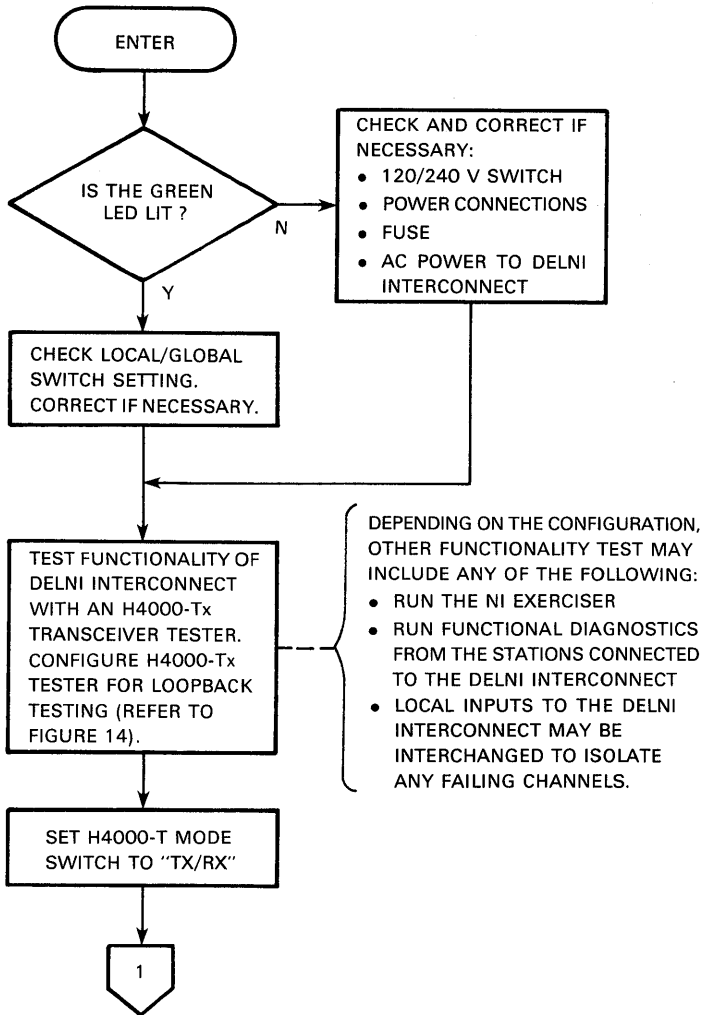 ENTER
IS THE GREEN
LED LIT ?
N
Y
CHECK AND CORRECT IF
NECESSARY:
• 120/240 V SWITCH
• POWER CONNECTIONS
• FUSE
• AC POWER TO DELNI
INTERCONNECT
CHECK LOCAL/GLOBAL
SWITCH SETTING.
CORRECT IF NECESSARY.
TEST FUNCTIONALITY OF
DELNI INTERCONNECT
WITH AN H4000-Tx
TRANSCEIVER TESTER.
CONFIGURE H4000-Tx
TESTER FOR LOOPBACK
TESTING (REFER TO
FIGURE 14).
DEPENDING ON THE CONFIGURATION,
OTHER FUNCTIONALITY TEST MAY
INCLUDE ANY OF THE FOLLOWING:
• RUN THE NI EXERCISER
• RUN FUNCTIONAL DIAGNOSTICS
FROM THE STATIONS CONNECTED
TO THE DELNI INTERCONNECT
• LOCAL INPUTS TO THE DELNI
INTERCONNECT MAY BE
INTERCHANGED TO ISOLATE
ANY FAILING CHANNELS.
SET H4000-T MODE
SWITCH TO "TX/RX"
1